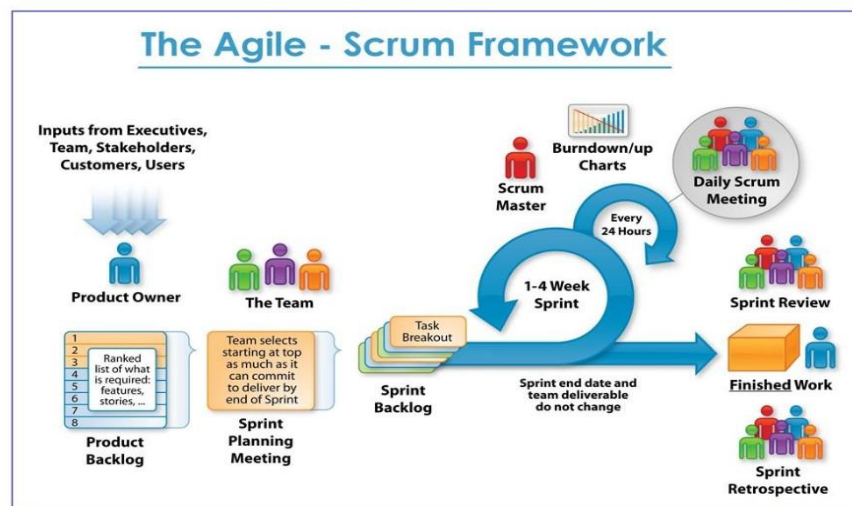 The Agile - Scrum Framework
Inputs from Executives,
Team, Stakeholders,
Customers, Users
Product Owner
The Team
1
2
3
4
5
6
7
8
Ranked
list of what
is required:
features,
stories, ...
Product
Backlog
Team selects
starting at top
as much as it
can commit
to deliver by
end of Sprint
Sprint
Planning
Meeting
Task
Breakout
Sprint
Backlog
Scrum
Master
Burndown/up
Charts
Every
24 Hours
1-4 Week
Sprint
Daily Scrum
Meeting
Sprint end date and
team deliverable
do not change
Sprint Review
Finished Work
Sprint
Retrospective